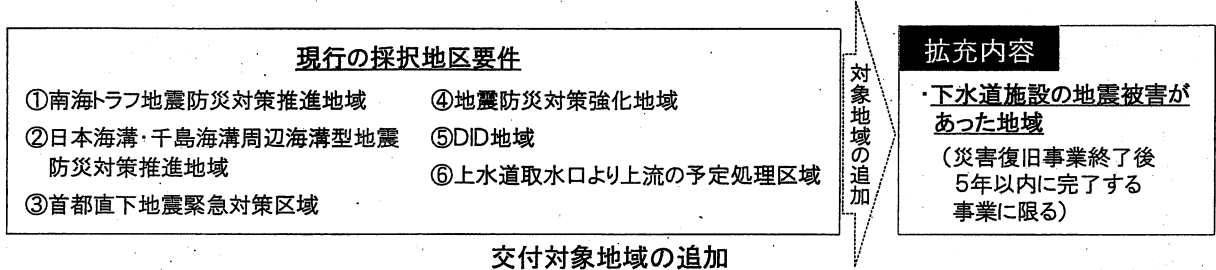 現行の採択地区要件
①南海トラフ地震防災対策推進地域
②日本海溝・千島海溝周辺海溝型地震
防災対策推進地域
③首都直下地震緊急対策区域
④地震防災対策強化地域
⑤DID地域
⑥上水道取水口より上流の予定処理区域
対象地域の追加
拡充内容
・下水道施設の地震被害が
あった地域
（災害復旧事業終了後
5年以内に完了する
事業に限る）
交付対象地域の追加